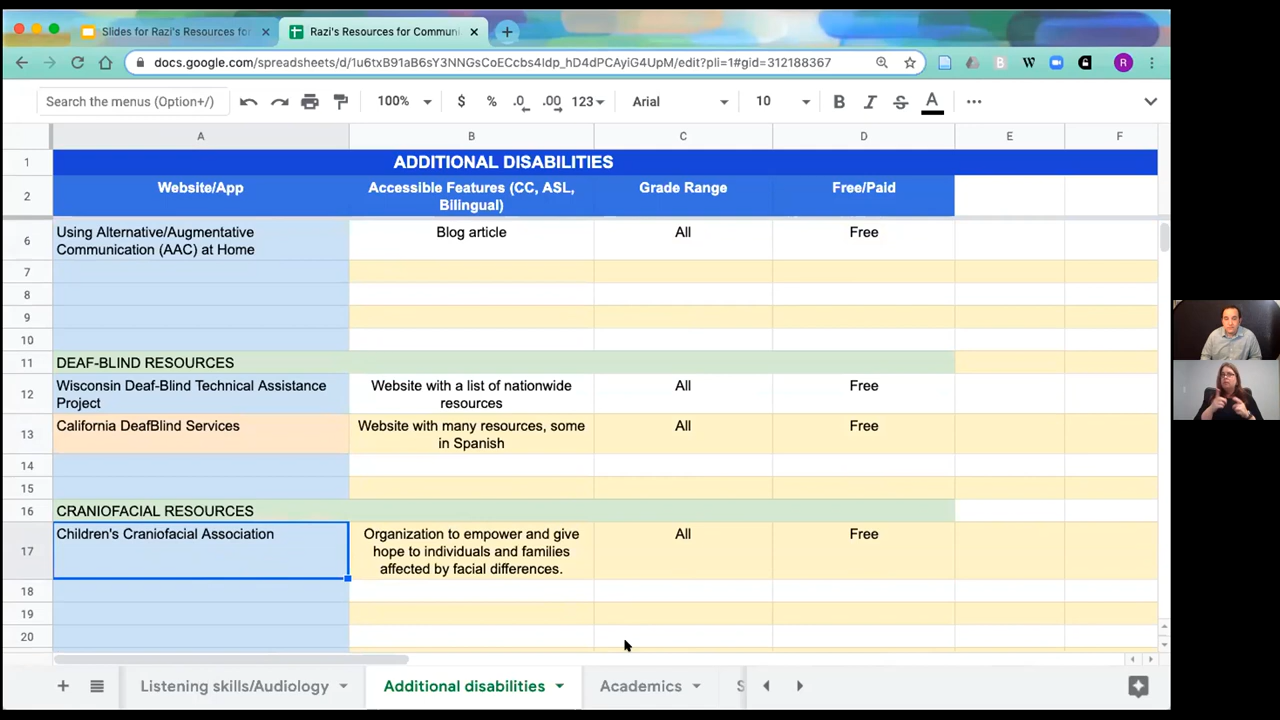 Slides for Razi's Resources for
Razi's Resources for Communi
docs.google.com/spreadsheets/d/1u6txB91aB6sY3NNGsCoECcbs4Idp_hD4dPCAyiG4UpM/edit?pli=1#gid=312188367
B
W
R
Search the menus (Option+/)
100%
$
%
.0
.00
123
Arial
10
B
I
S
A
A B C D E F
1 ADDITIONAL DISABILITIES
2 Website/App
Accessible Features (CC, ASL,
Bilingual)
Grade Range
Free/Paid
6 Using Alternative/Augmentative
Communication (AAC) at Home
Blog article
All
Free
7
8
9
10
11 DEAF-BLIND RESOURCES
12 Wisconsin Deaf-Blind Technical Assistance
Project
Website with a list of nationwide
resources
All
Free
13 California DeafBlind Services
Website with many resources, some
in Spanish
All
Free
14
15
16 CRANIOFACIAL RESOURCES
17 Children's Craniofacial Association
Organization to empower and give
hope to individuals and families
affected by facial differences.
All
Free
18
19
20
Listening skills/Audiology
Additional disabilities
Academics
S